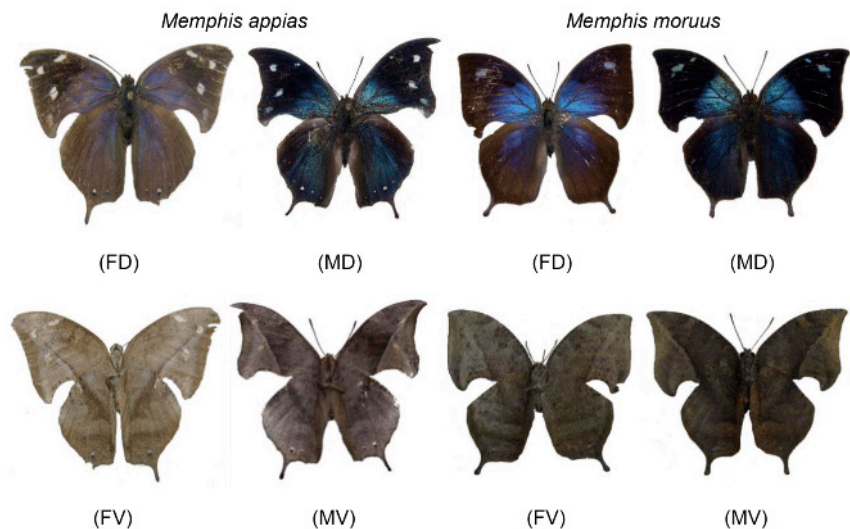 Memphis appias Memphis moruus
(FD) (MD) (FD) (MD)
(FV) (MV) (FV) (MV)